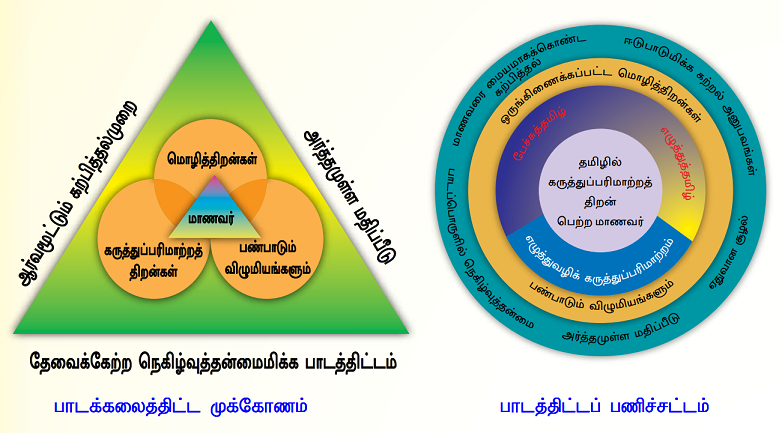 ஆர்வமூட்டும் கற்பித்தல்முறை
அர்த்தமுள்ள மதிப்பீடு
மொழித்திறன்கள்
மாணவர்
கருத்துப்பரிமாற்றத்
திறன்கள்
பண்பாடும்
விழுமியங்களும்
தேவைக்கேற்ற நெகிழ்வுத்தன்மைமிக்க பாடத்திட்டம்
பாடக்கலைத்திட்ட முக்கோணம்
மாணவரை மையமாகக்கொண்ட
கற்பித்தல்
ஈடுபாடுமிக்க கற்றல் அனுபவங்கள்
ஏதுவான சூழல்
அர்த்தமுள்ள மதிப்பீடு
பாடப்பொருளில் நெகிழ்வுத்தன்மை
ஒருங்கிணைக்கப்பட்ட மொழித்திறன்கள்
பண்பாடும் விழுமியங்களும்
பேச்சுத்தமிழ்
எழுத்துத்தமிழ்
எழுத்துவழிக் கருத்துப்பரிமாற்றம்
தமிழில்
கருத்துப்பரிமாற்றத்
திறன்
பெற்ற மாணவர்
பாடத்திட்டப் பணிச்சட்டம்